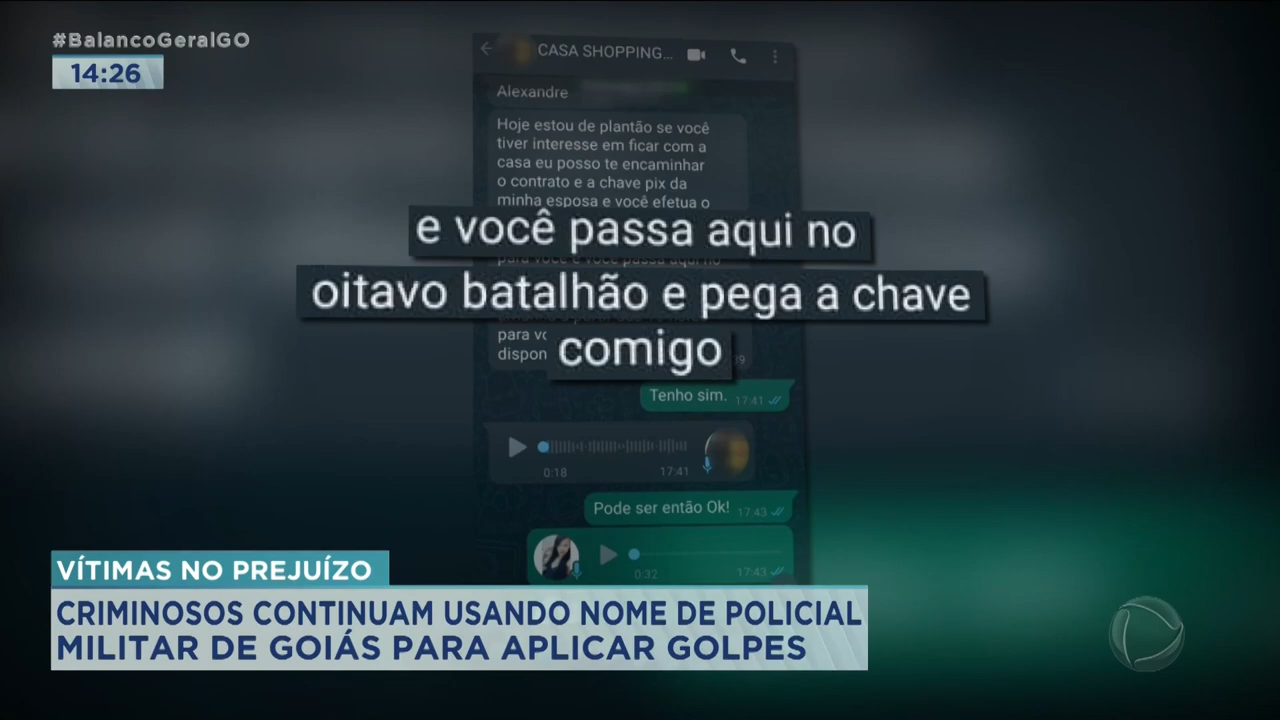 #BalancoGeralGO
14:26
CASA SHOPPING...
Alexandre
Hoje estou de plantão se você
tiver interesse em ficar com a
casa eu posso te encaminhar
o contrato e a chave pix da
minha esposa e você efetua o
e você passa aqui no
oitavo batalhão e pega a chave
comigo
para vo
dispon
Tenho sim. 17:41
0:18 17:41
Pode ser então Ok! 17:43
0:32 17:43
VÍTIMAS NO PREJUÍZO
CRIMINOSOS CONTINUAM USANDO NOME DE POLICIAL
MILITAR DE GOIÁS PARA APLICAR GOLPES